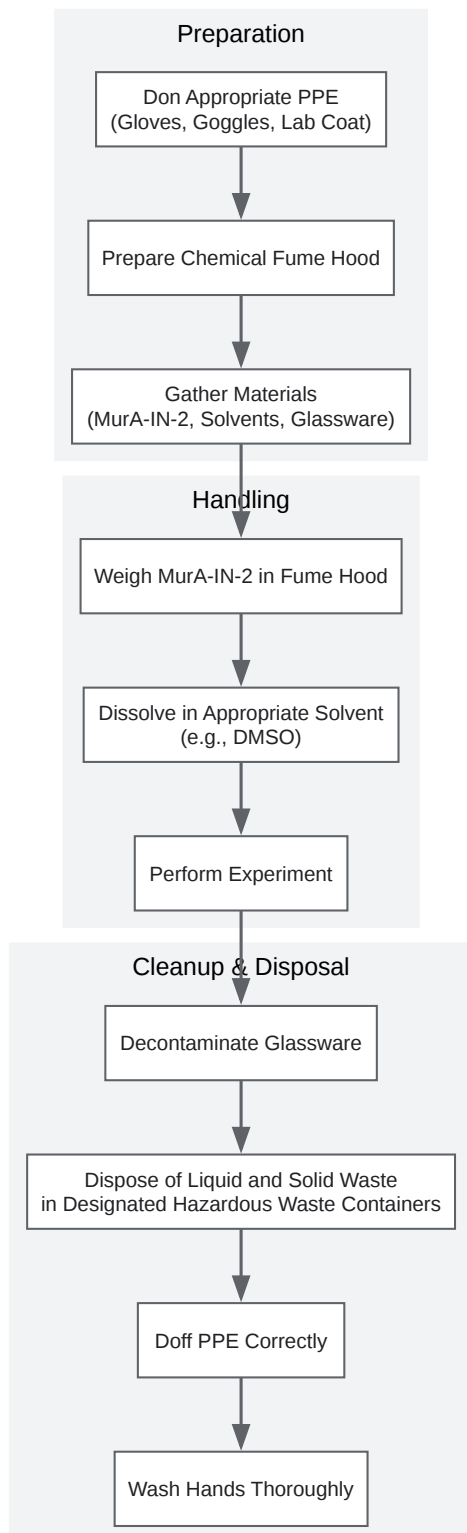 Preparation
Don Appropriate PPE
(Gloves, Goggles, Lab Coat)
Prepare Chemical Fume Hood
Gather Materials
(MurA-IN-2, Solvents, Glassware)
Handling
Weigh MurA-IN-2 in Fume Hood
Dissolve in Appropriate Solvent
(e.g., DMSO)
Perform Experiment
Cleanup & Disposal
Decontaminate Glassware
Dispose of Liquid and Solid Waste
in Designated Hazardous Waste Containers
Doff PPE Correctly
Wash Hands Thoroughly